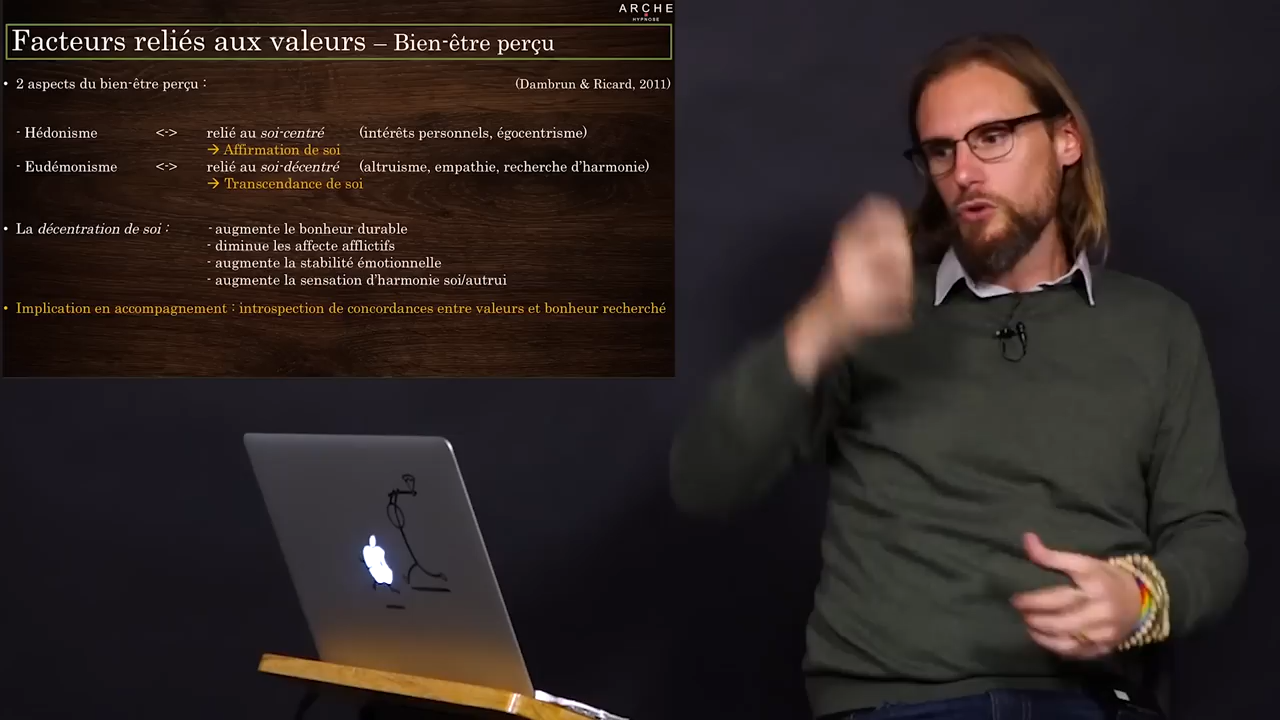 ARCHE
HYPNOSE
Facteurs reliés aux valeurs – Bien-être perçu
• 2 aspects du bien-être perçu : (Dambrun & Ricard, 2011)
- Hédonisme <-> relié au soi-centré (intérêts personnels, égocentrisme)
→ Affirmation de soi
- Eudémonisme <-> relié au soi-décentré (altruisme, empathie, recherche d'harmonie)
→ Transcendance de soi
• La décentration de soi : - augmente le bonheur durable
- diminue les affecte afflictifs
- augmente la stabilité émotionnelle
- augmente la sensation d'harmonie soi/autrui
• Implication en accompagnement : introspection de concordances entre valeurs et bonheur recherché